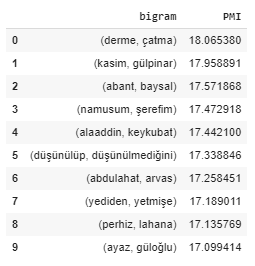 bigram PMI
0 (derme, çatma) 18.065380
1 (kasim, gülpinar) 17.958891
2 (abant, baysal) 17.571868
3 (namusum, şerefim) 17.472918
4 (alaaddin, keykubat) 17.442100
5 (düşünülüp, düşünülmediğini) 17.338846
6 (abdulahat, arvas) 17.258451
7 (yediden, yetmişe) 17.189011
8 (perhiz, lahana) 17.135769
9 (ayaz, güloğlu) 17.099414